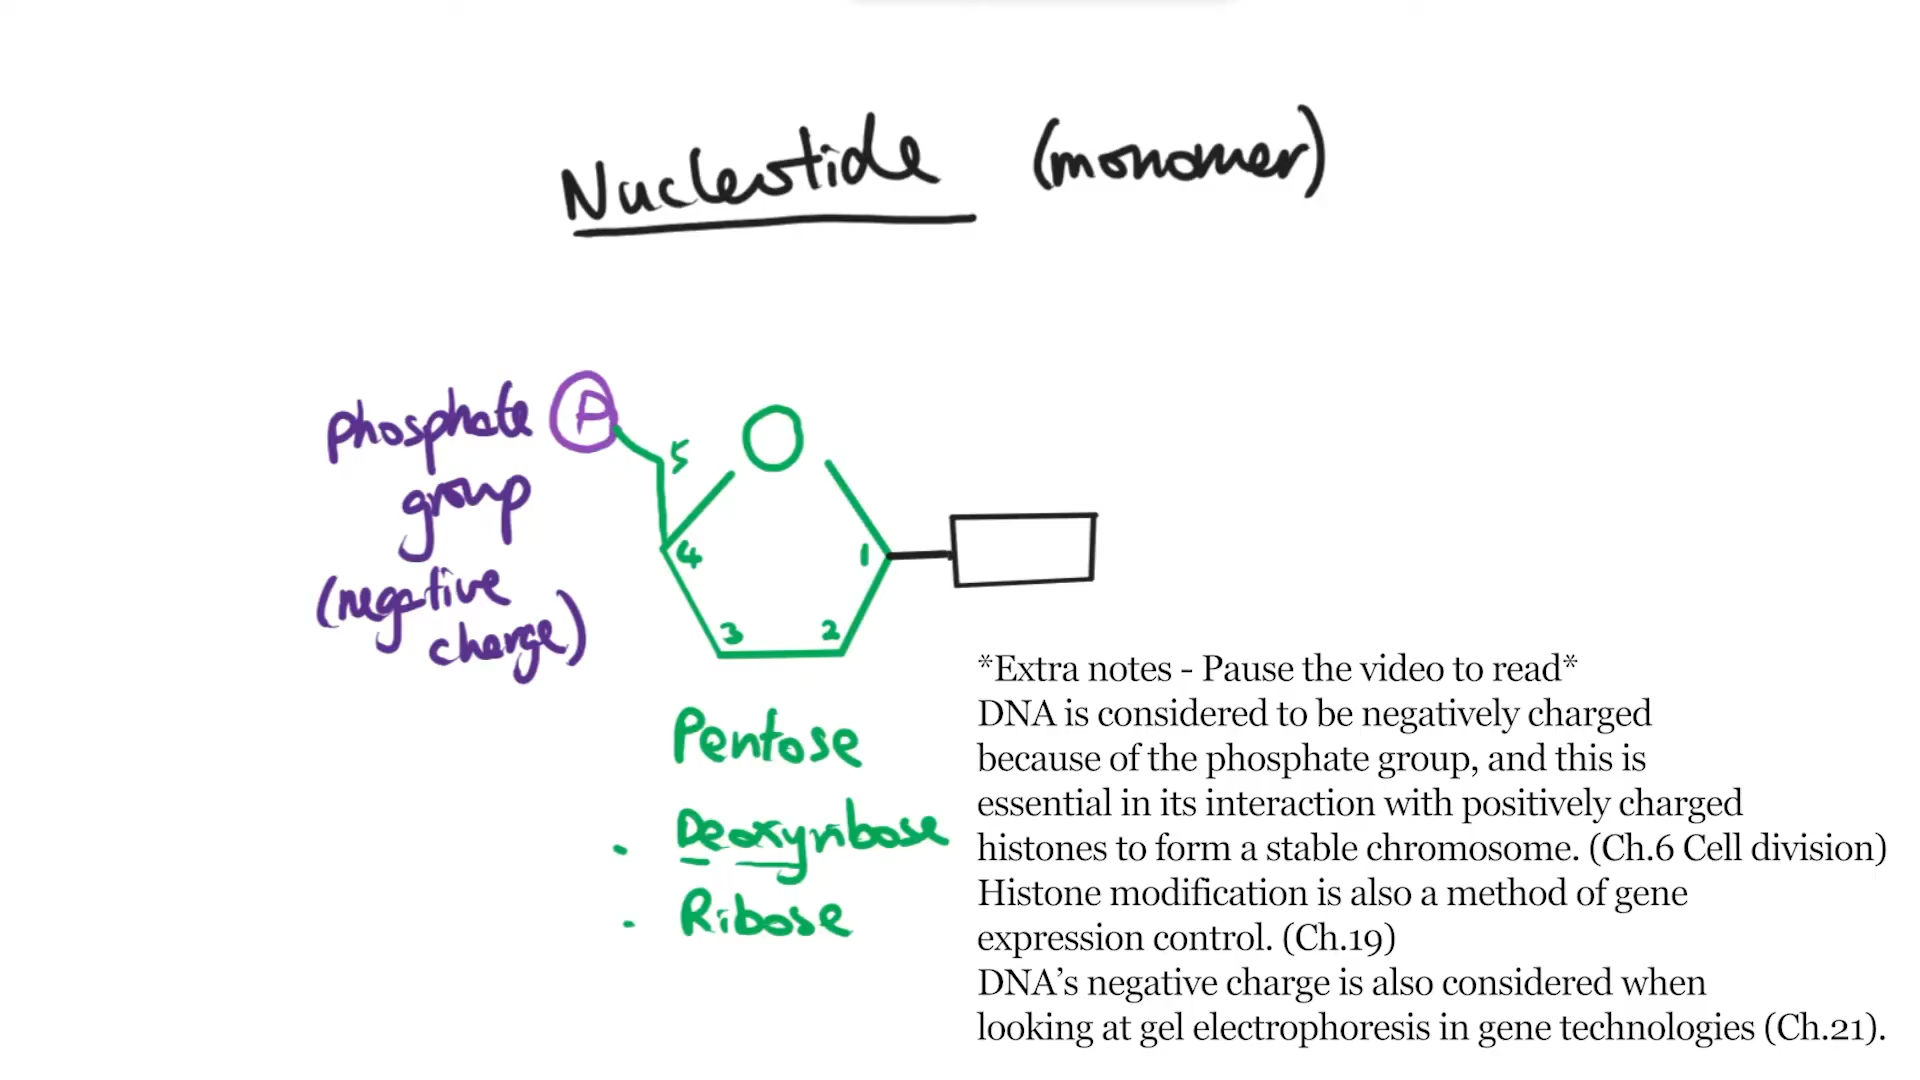 Nucleotide (monomer)
phosphate
group
(negative
charge)
P
O
5
4
1
3
2
Pentose
. Deoxyribose
. Ribose
*Extra notes - Pause the video to read*
DNA is considered to be negatively charged
because of the phosphate group, and this is
essential in its interaction with positively charged
histones to form a stable chromosome. (Ch.6 Cell division)
Histone modification is also a method of gene
expression control. (Ch.19)
DNA’s negative charge is also considered when
looking at gel electrophoresis in gene technologies (Ch.21).